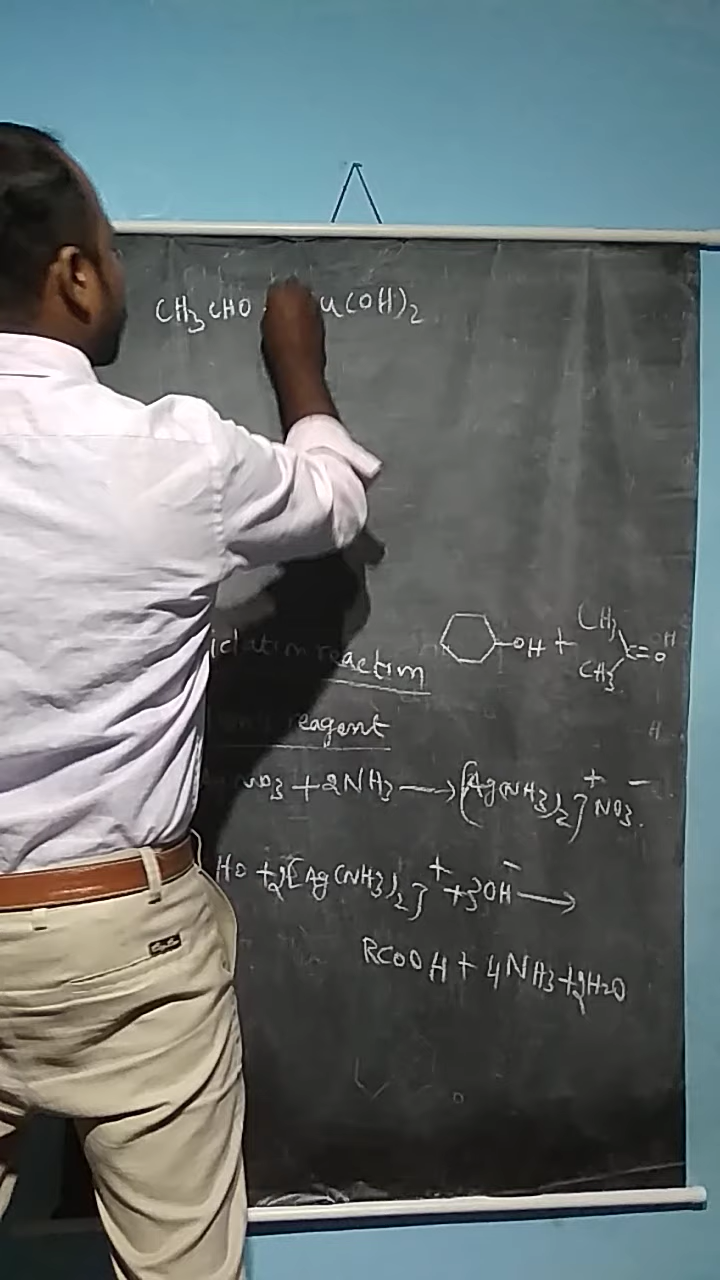 CH3CHO u(OH)2
OH + CH3 C=O H
CH3
reaction
reagent
NO3 + 2NH3 → [Ag(NH3)2]+ NO3-
HO + 2[Ag(NH3)2]+ + 3OH- →
RCOOH + 4NH3 + 2H2O